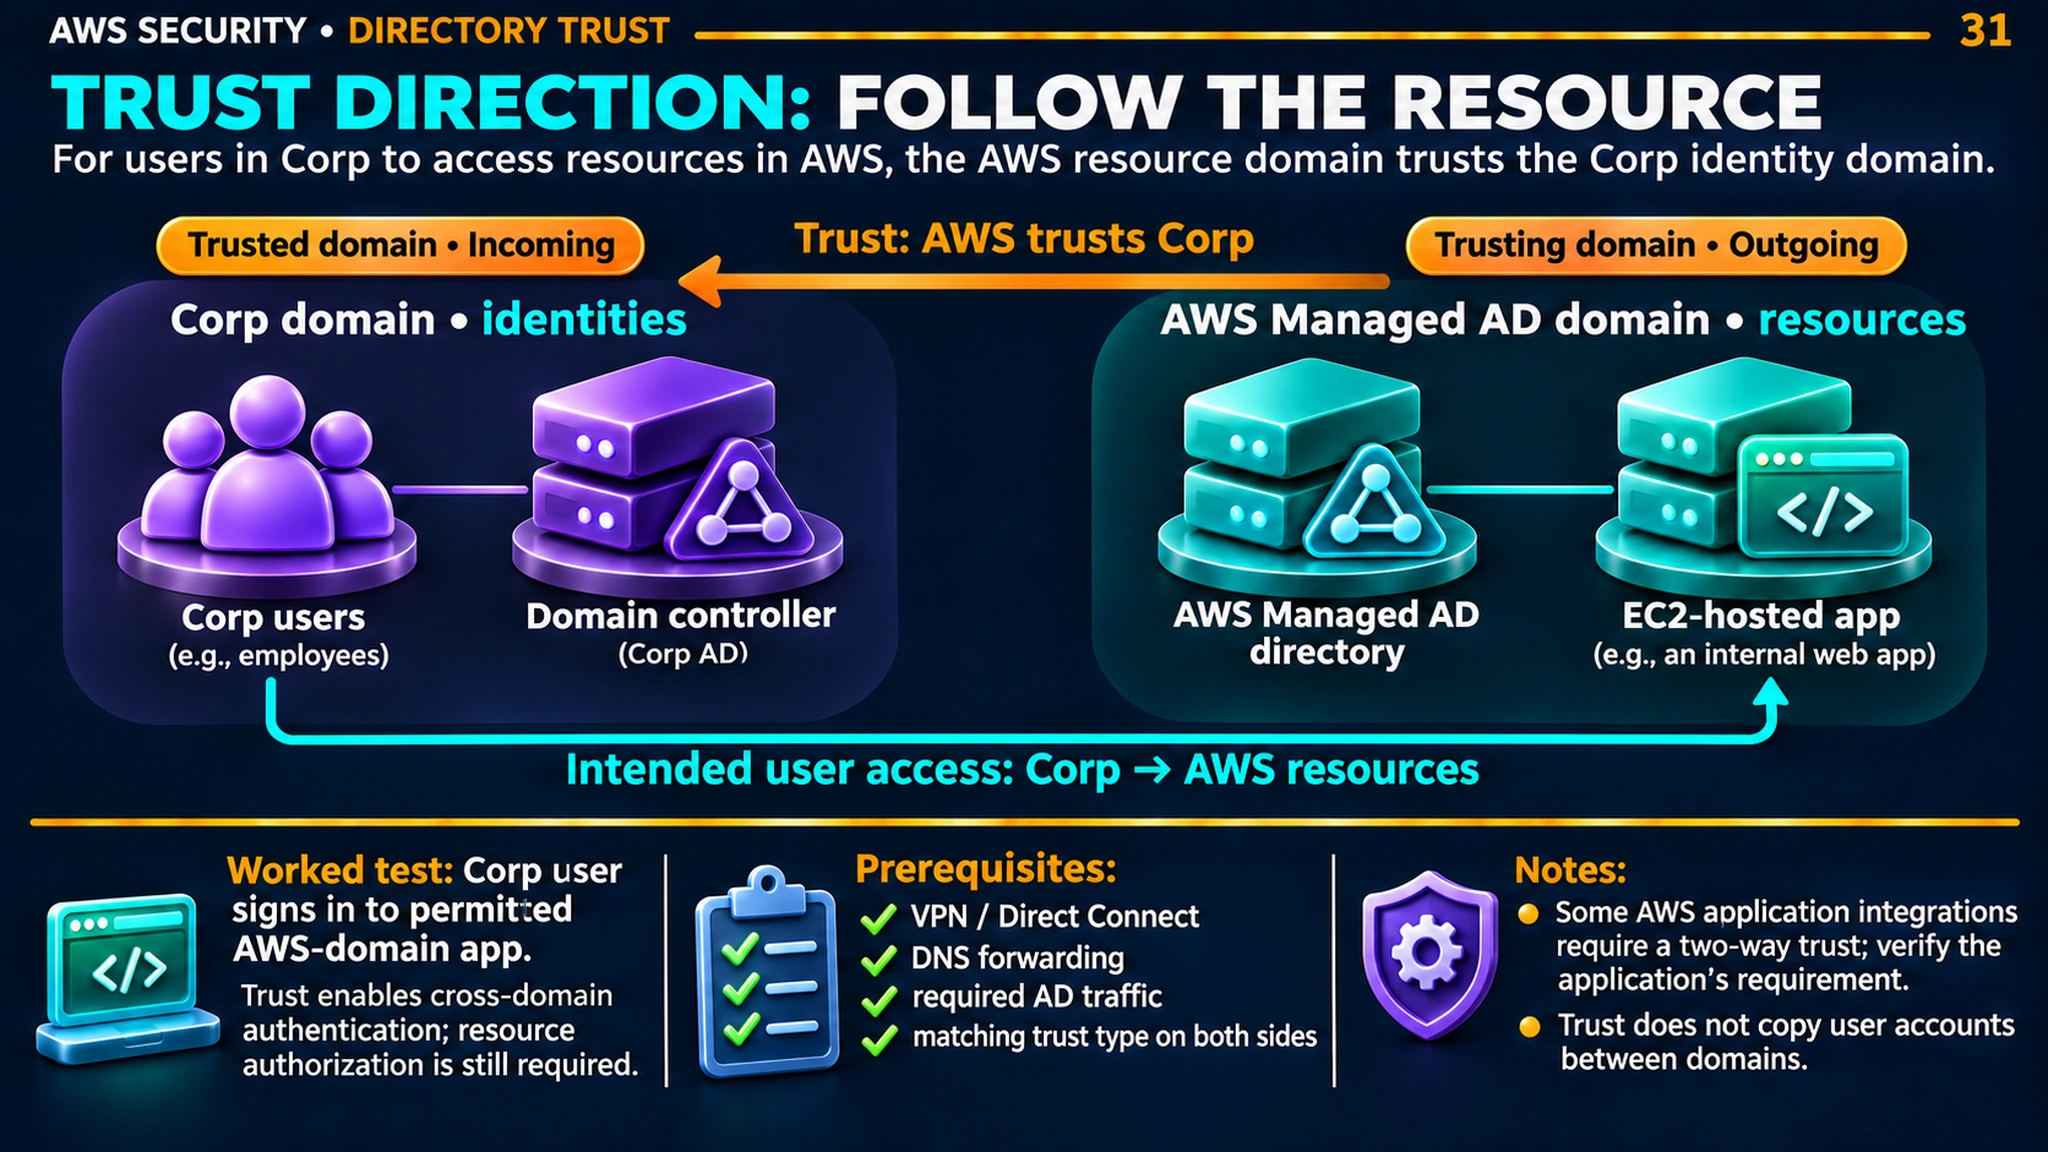 AWS SECURITY • DIRECTORY TRUST
31
TRUST DIRECTION: FOLLOW THE RESOURCE
For users in Corp to access resources in AWS, the AWS resource domain trusts the Corp identity domain.
Trusted domain • Incoming
Trust: AWS trusts Corp
Trusting domain • Outgoing
Corp domain • identities
AWS Managed AD domain • resources
</>
Corp users
(e.g., employees)
Domain controller
(Corp AD)
AWS Managed AD
directory
EC2-hosted app
(e.g., an internal web app)
Intended user access: Corp → AWS resources
</>
Worked test: Corp user
signs in to permitted
AWS-domain app.
Trust enables cross-domain
authentication; resource
authorization is still required.
Prerequisites:
VPN / Direct Connect
DNS forwarding
required AD traffic
matching trust type on both sides
Notes:
Some AWS application integrations
require a two-way trust; verify the
application's requirement.
Trust does not copy user accounts
between domains.